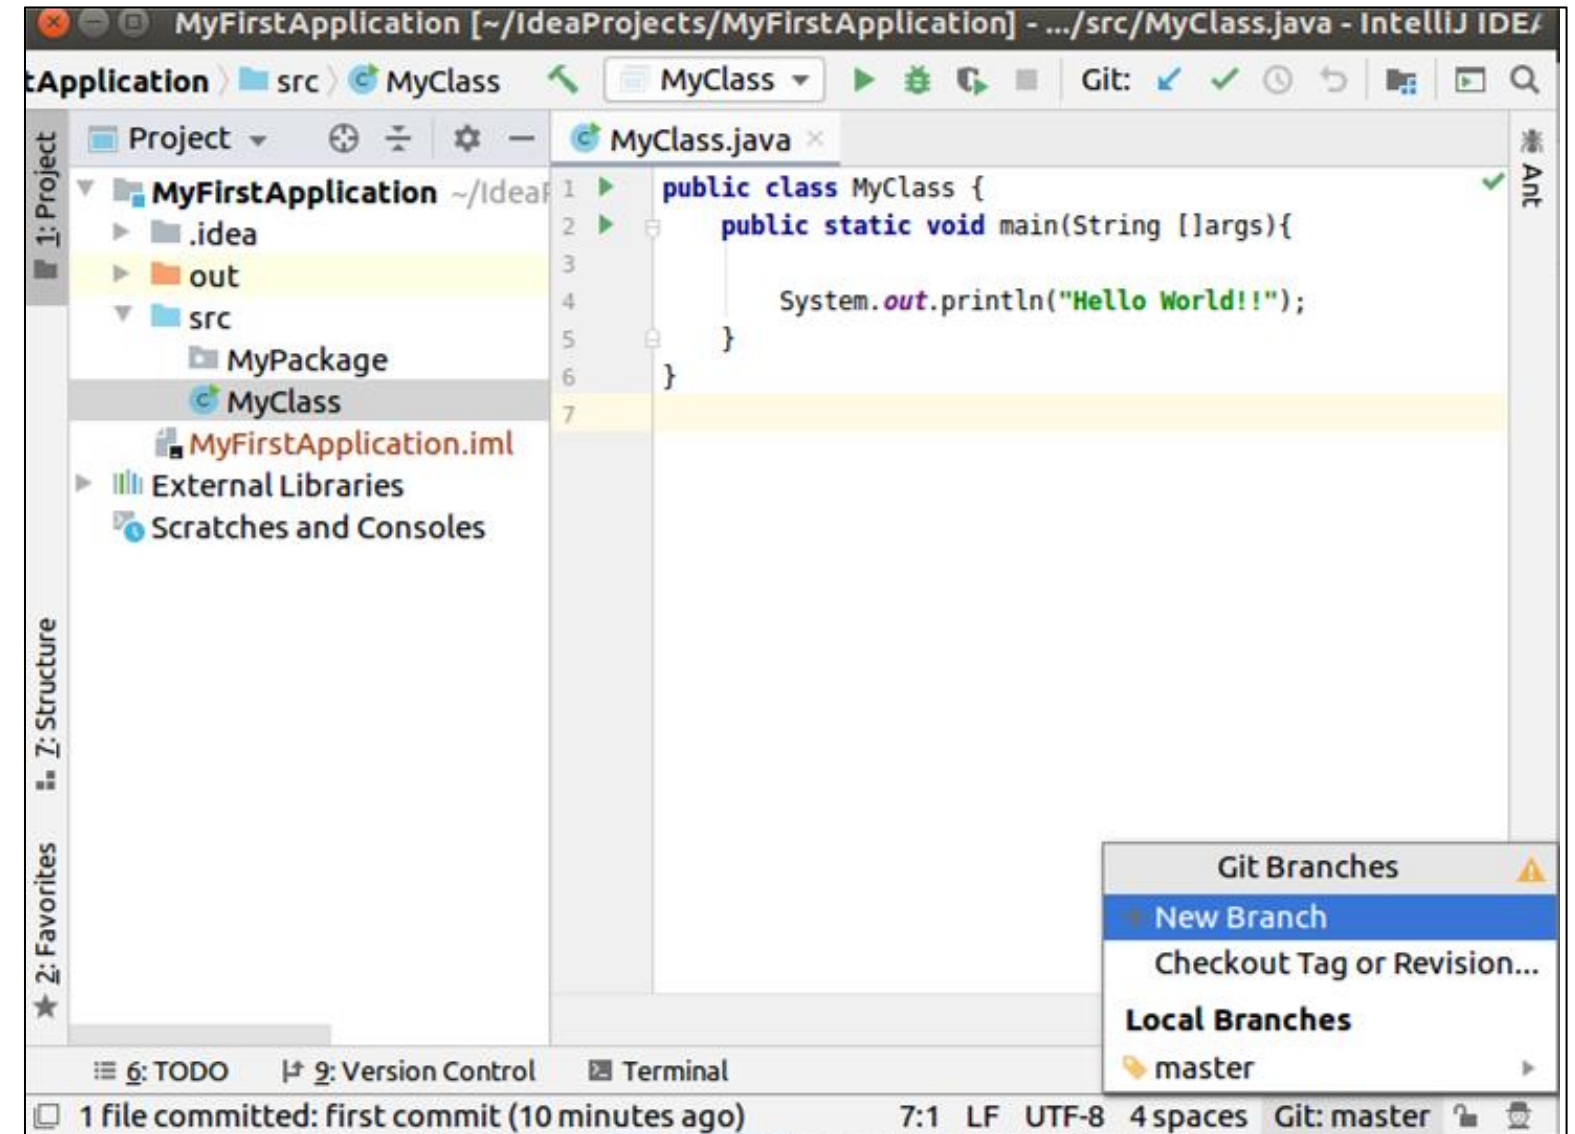 MyFirstApplication [~/IdeaProjects/MyFirstApplication] - .../src/MyClass.java - IntelliJ IDEA
tApplication src MyClass MyClass Git:
1: Project
Project
MyClass.java
Ant
MyFirstApplication ~/IdeaP
.idea
out
src
MyPackage
MyClass
MyFirstApplication.iml
External Libraries
Scratches and Consoles
1 public class MyClass {
2 public static void main(String []args){
3
4 System.out.println("Hello World!!");
5 }
6 }
7
7: Structure
2: Favorites
Git Branches
New Branch
Checkout Tag or Revision...
Local Branches
master
6: TODO 9: Version Control Terminal
1 file committed: first commit (10 minutes ago) 7:1 LF UTF-8 4 spaces Git: master